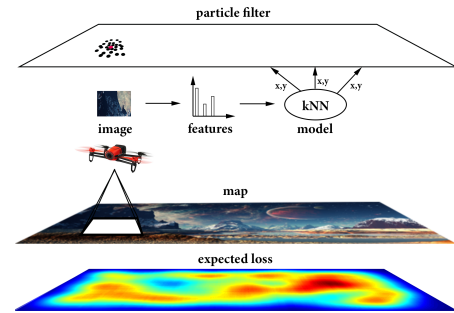 particle filter
x,y
x,y
x,y
kNN
image
features
model
map
expected loss